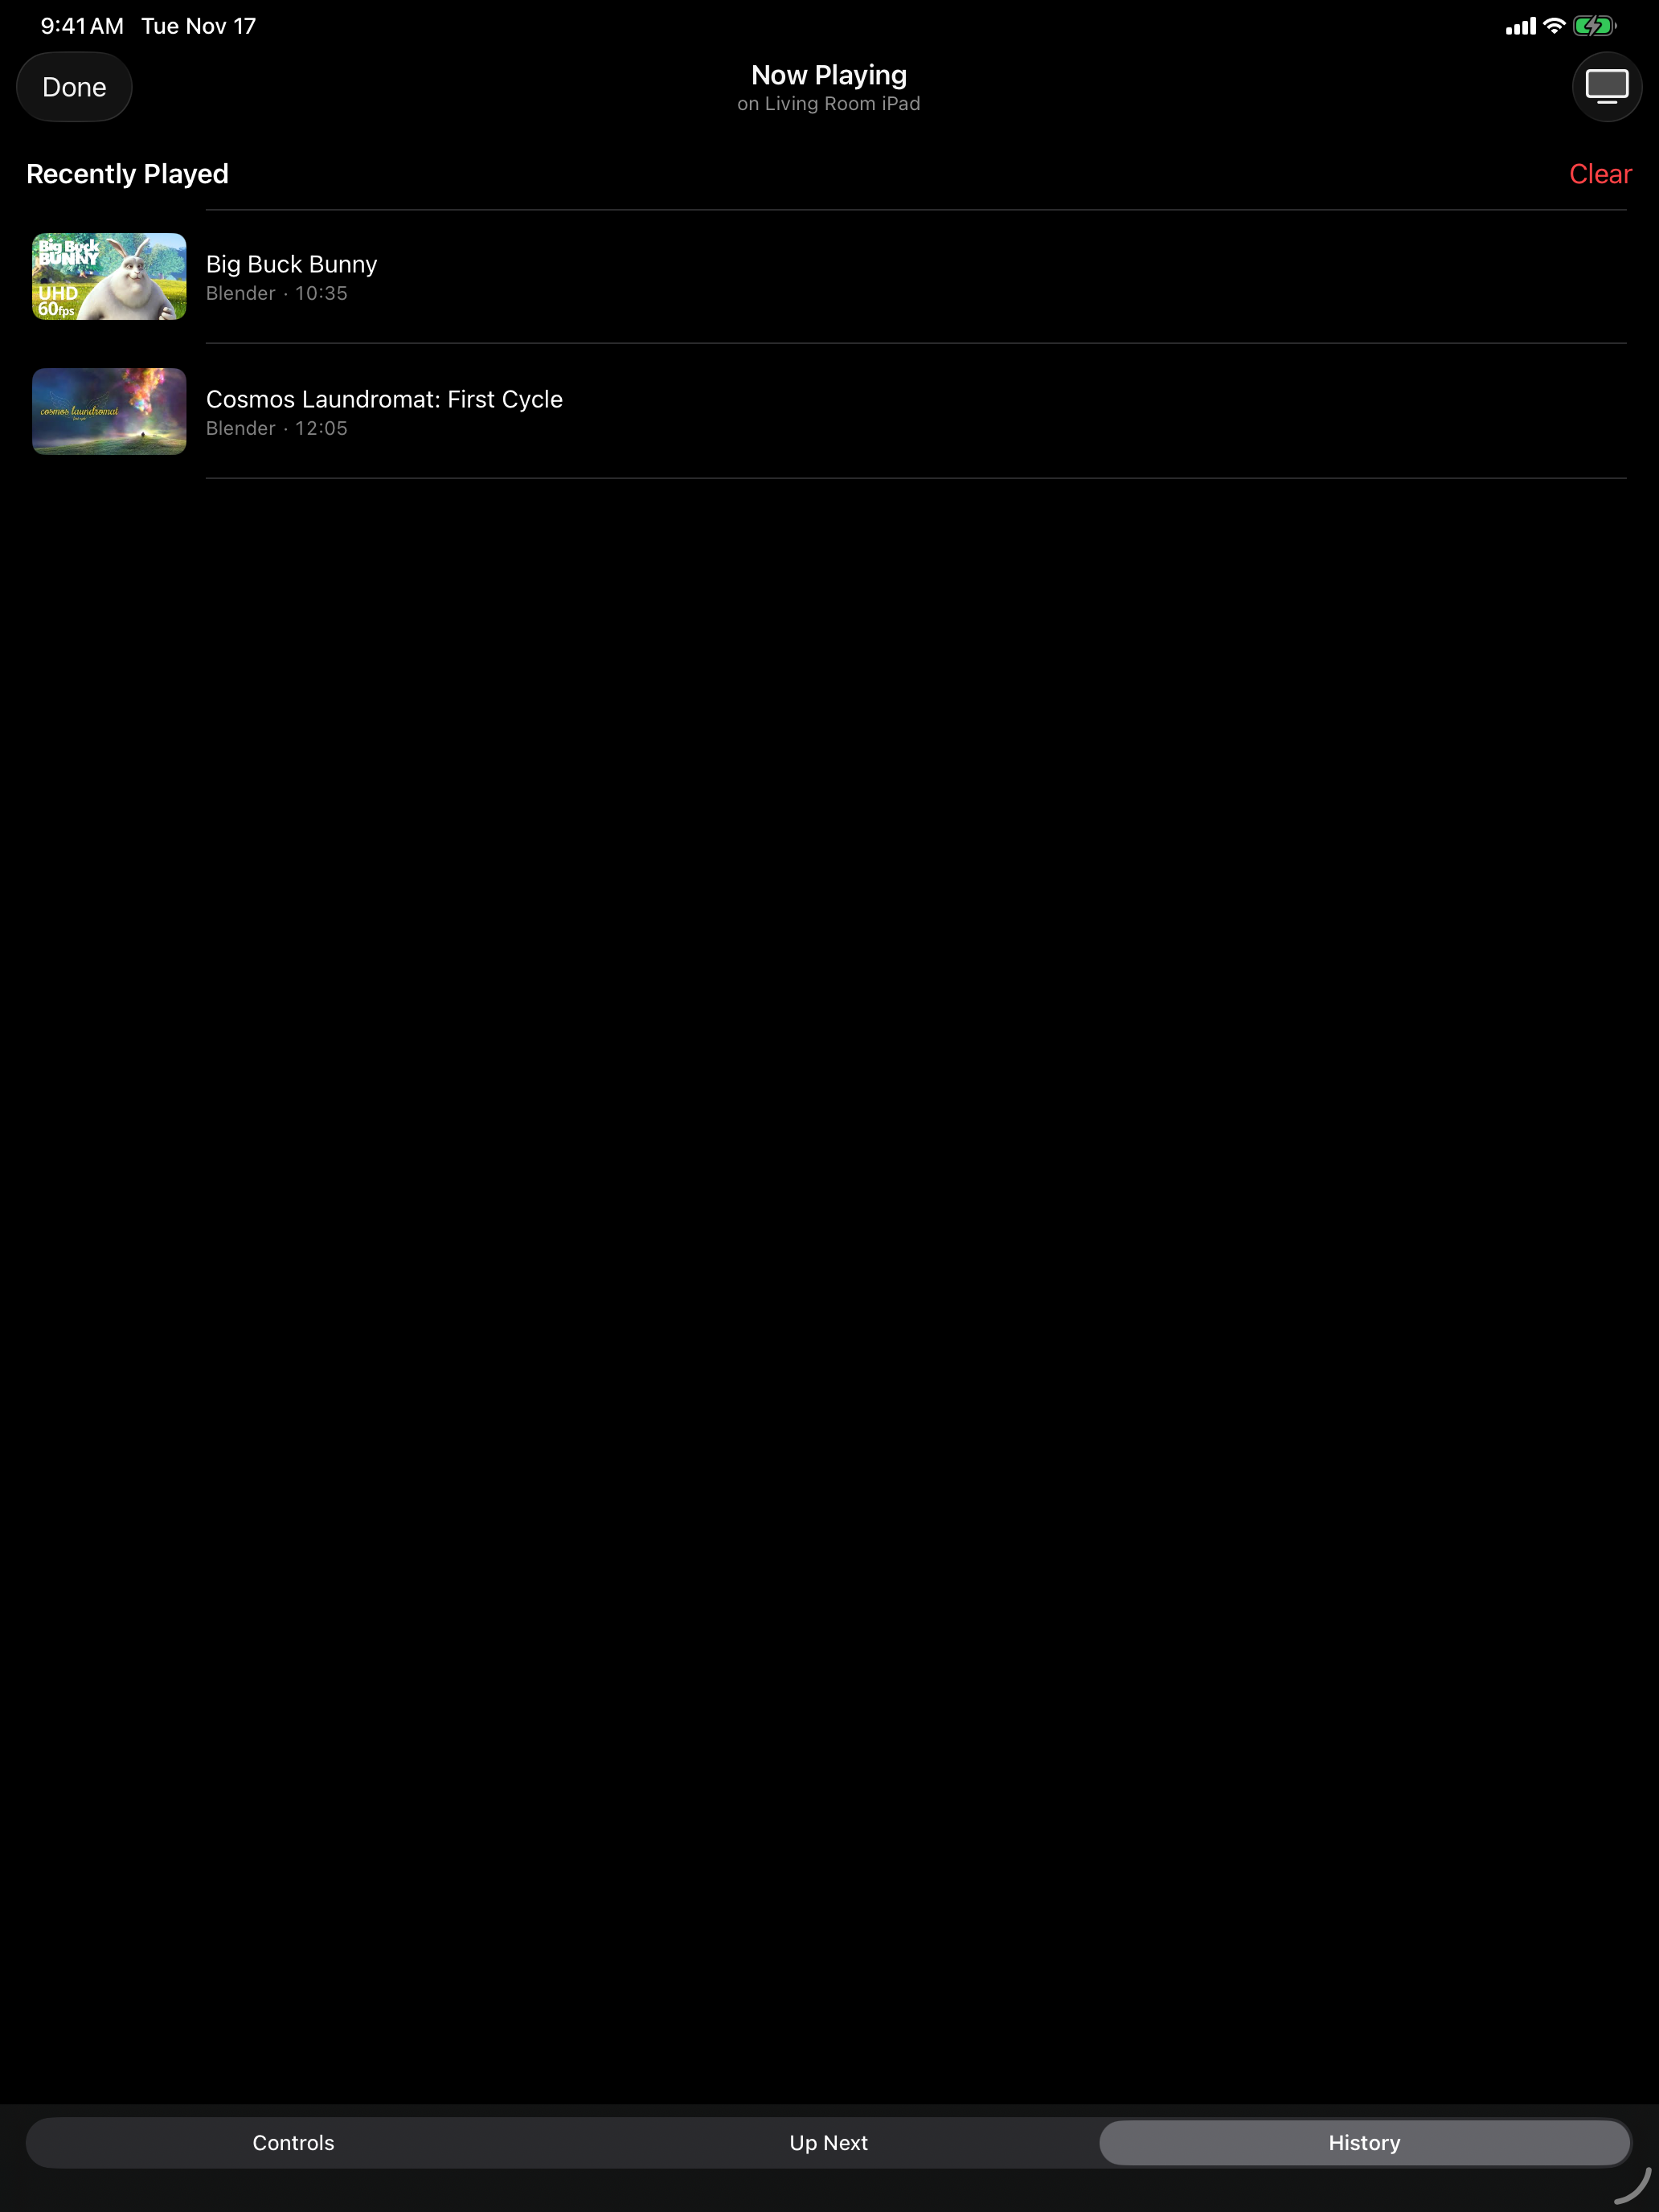 9:41 AM Tue Nov 17
Done
Now Playing
on Living Room iPad
Recently Played
Clear
Big Buck
BUNNY
UHD
60fps
Big Buck Bunny
Blender · 10:35
cosmos laundromat
Cosmos Laundromat: First Cycle
Blender · 12:05
Controls
Up Next
History